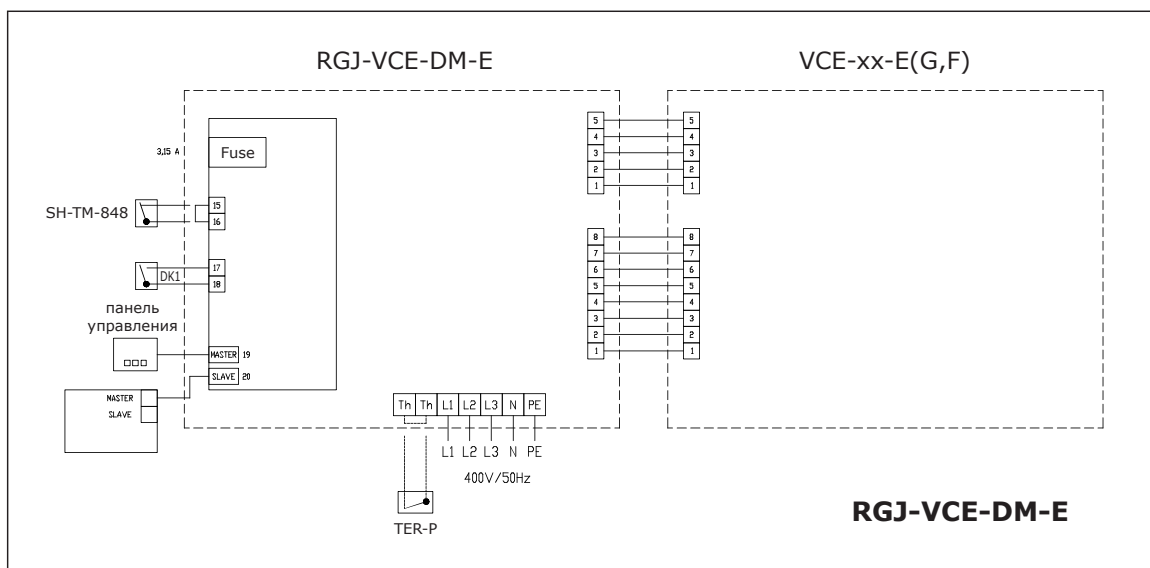 RGJ-VCE-DM-E
VCE-xx-E(G,F)
3,15 A
Fuse
SH-TM-848
15
16
DK1
17
18
панель
управления
MASTER 19
SLAVE 20
MASTER
SLAVE
5 5
4 4
3 3
2 2
1 1
8 8
7 7
6 6
5 5
4 4
3 3
2 2
1 1
Th Th L1 L2 L3 N PE
L1 L2 L3 N PE
400V/50Hz
TER-P
RGJ-VCE-DM-E